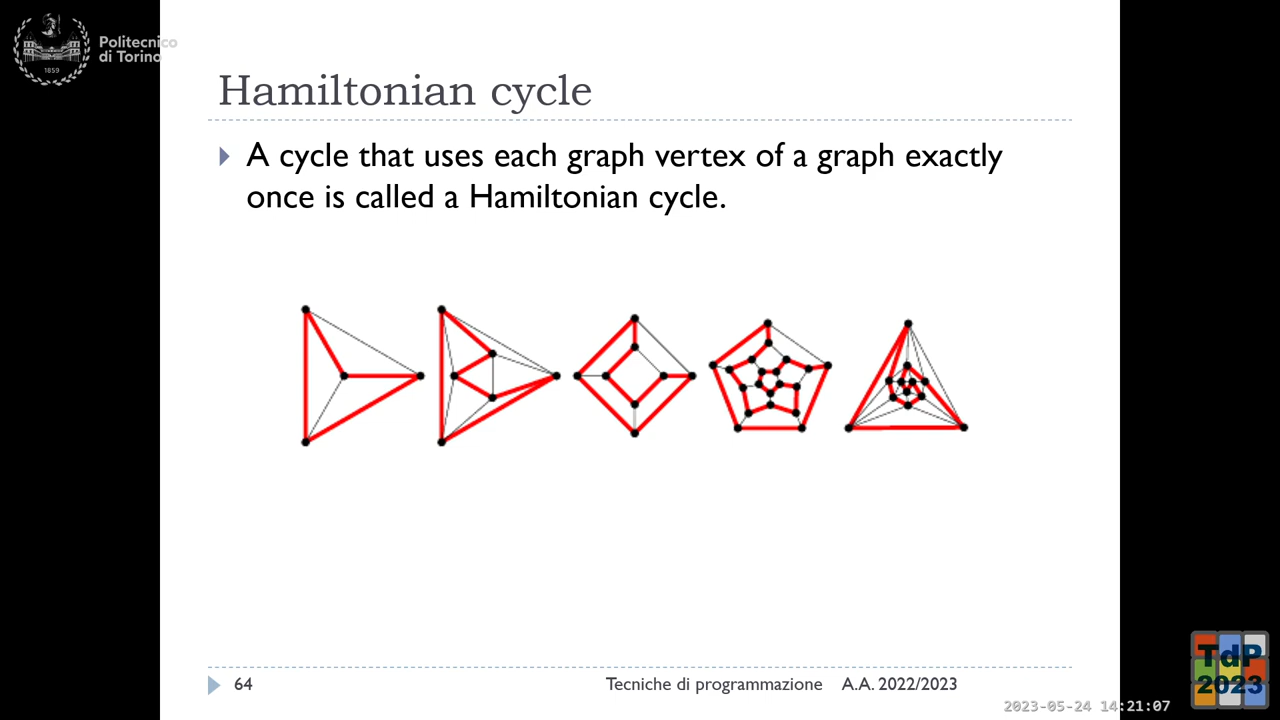 Politecnico
di Torino
1859
Hamiltonian cycle
A cycle that uses each graph vertex of a graph exactly
once is called a Hamiltonian cycle.
64
Tecniche di programmazione A.A. 2022/2023
TdP
2023
2023-05-24 14:21:07